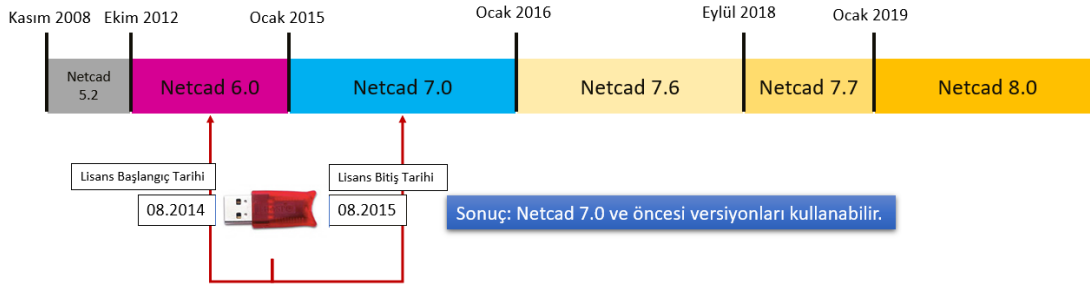 Kasım 2008
Ekim 2012
Ocak 2015
Ocak 2016
Eylül 2018
Ocak 2019
Netcad
5.2
Netcad 6.0
Netcad 7.0
Netcad 7.6
Netcad 7.7
Netcad 8.0
Lisans Başlangıç Tarihi
08.2014
Lisans Bitiş Tarihi
08.2015
Sonuç: Netcad 7.0 ve öncesi versiyonları kullanabilir.